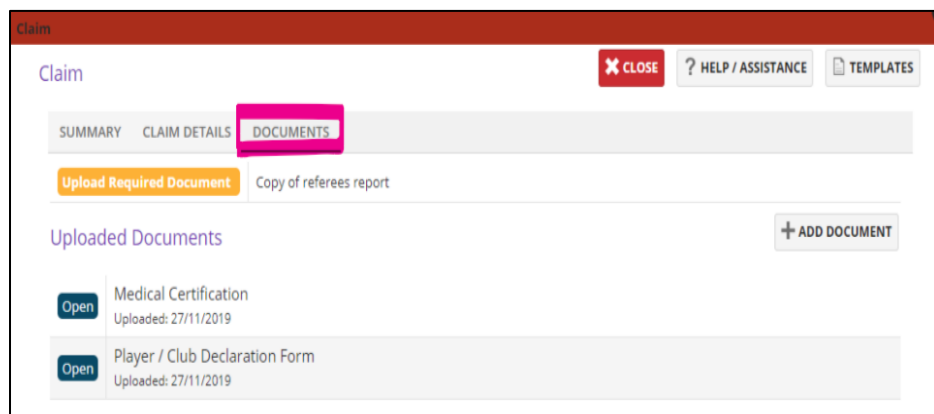 Claim
Claim
CLOSE
? HELP / ASSISTANCE
TEMPLATES
SUMMARY CLAIM DETAILS DOCUMENTS
Upload Required Document Copy of referees report
Uploaded Documents
+ ADD DOCUMENT
Open
Medical Certification
Uploaded: 27/11/2019
Open
Player / Club Declaration Form
Uploaded: 27/11/2019